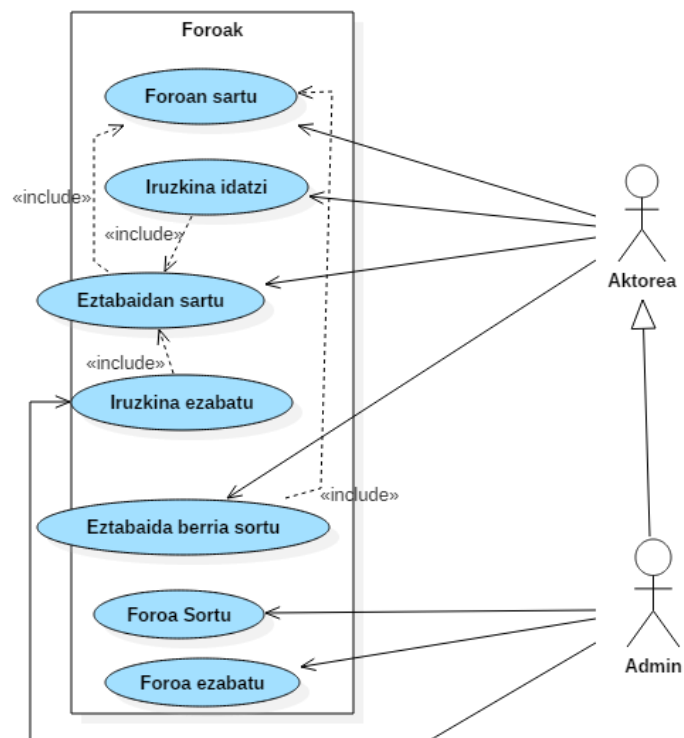 Foroak
Foroan sartu
Iruzkina idatzi
«include»
«include»
Eztabaidan sartu
Aktorea
«include»
Iruzkina ezabatu
«include»
Eztabaida berria sortu
Foroa Sortu
Foroa ezabatu
Admin